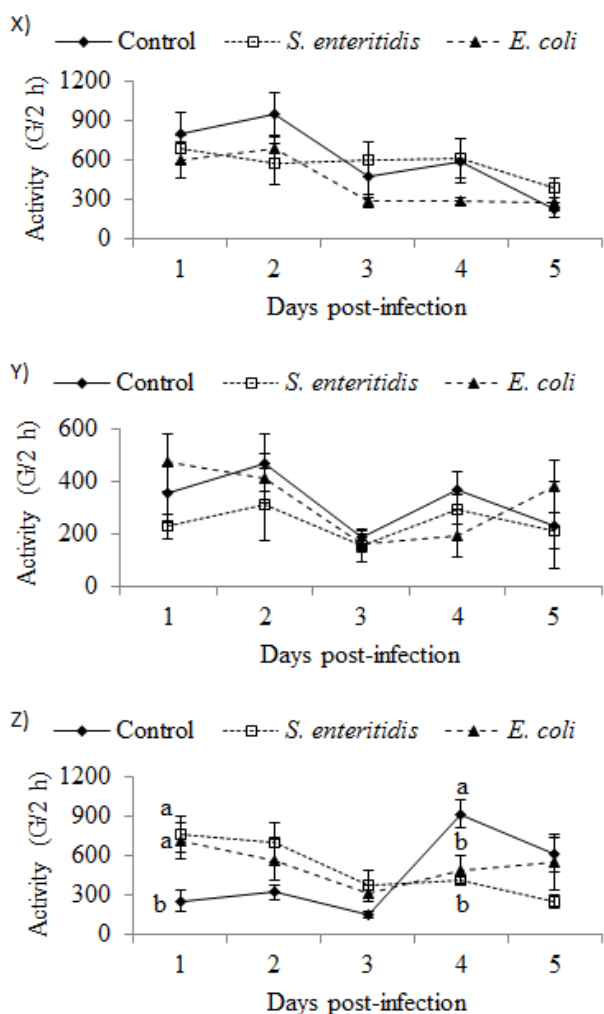 X)
Control S. enteritidis E. coli
1200
900
600
300
0
Activity (G/2 h)
1 2 3 4 5
Days post-infection
Y)
Control S. enteritidis E. coli
600
400
200
0
Activity (G/2 h)
1 2 3 4 5
Days post-infection
Z)
Control S. enteritidis E. coli
1200
900
600
300
0
Activity (G/2 h)
a
a
b
a
b
b
1 2 3 4 5
Days post-infection